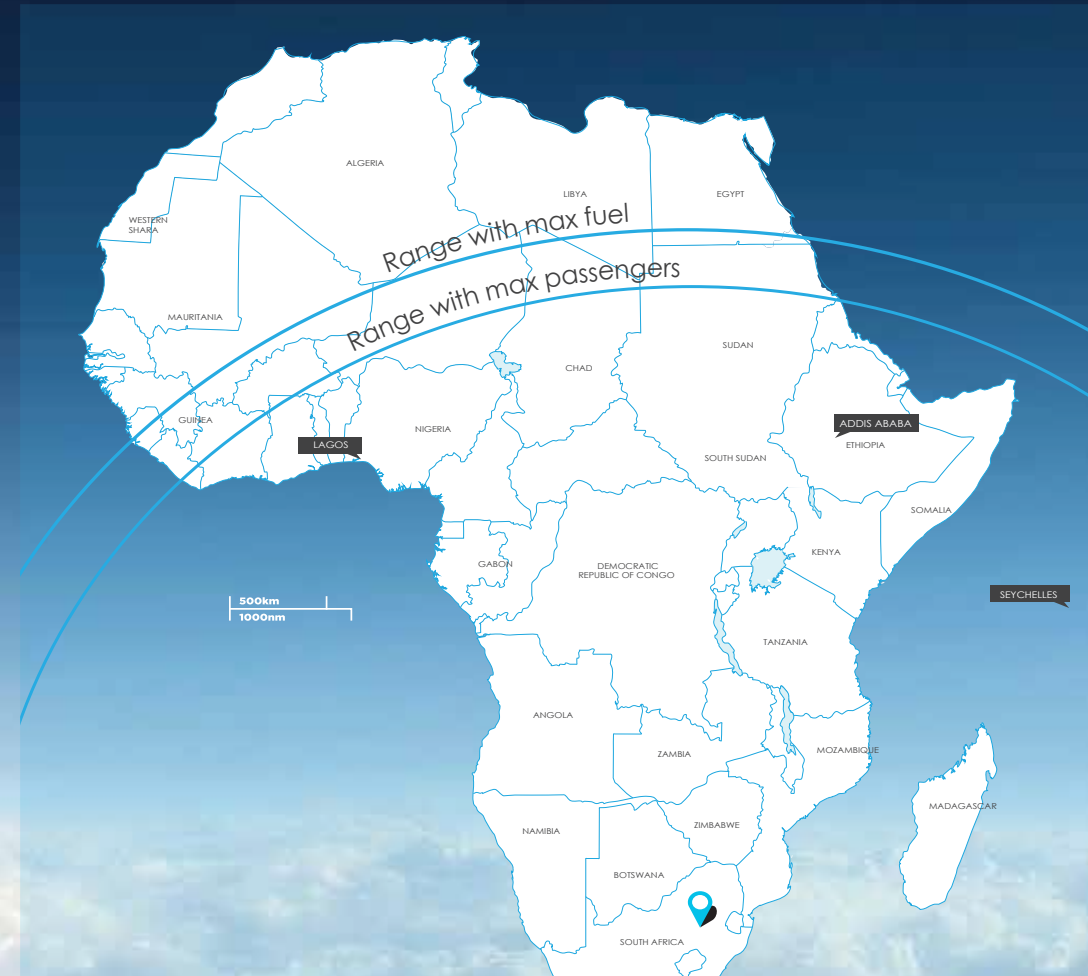 ALGERIA
LIBYA
EGYPT
WESTERN
SHARA
Range with max fuel
Range with max passengers
MAURITANIA
SUDAN
CHAD
GUINEA
NIGERIA
LAGOS
ADDIS ABABA
ETHIOPIA
SOUTH SUDAN
SOMALIA
KENYA
GABON
DEMOCRATIC
REPUBLIC OF CONGO
SEYCHELLES
500km
1000nm
TANZANIA
ANGOLA
ZAMBIA
MOZAMBIQUE
MADAGASCAR
NAMIBIA
ZIMBABWE
BOTSWANA
SOUTH AFRICA